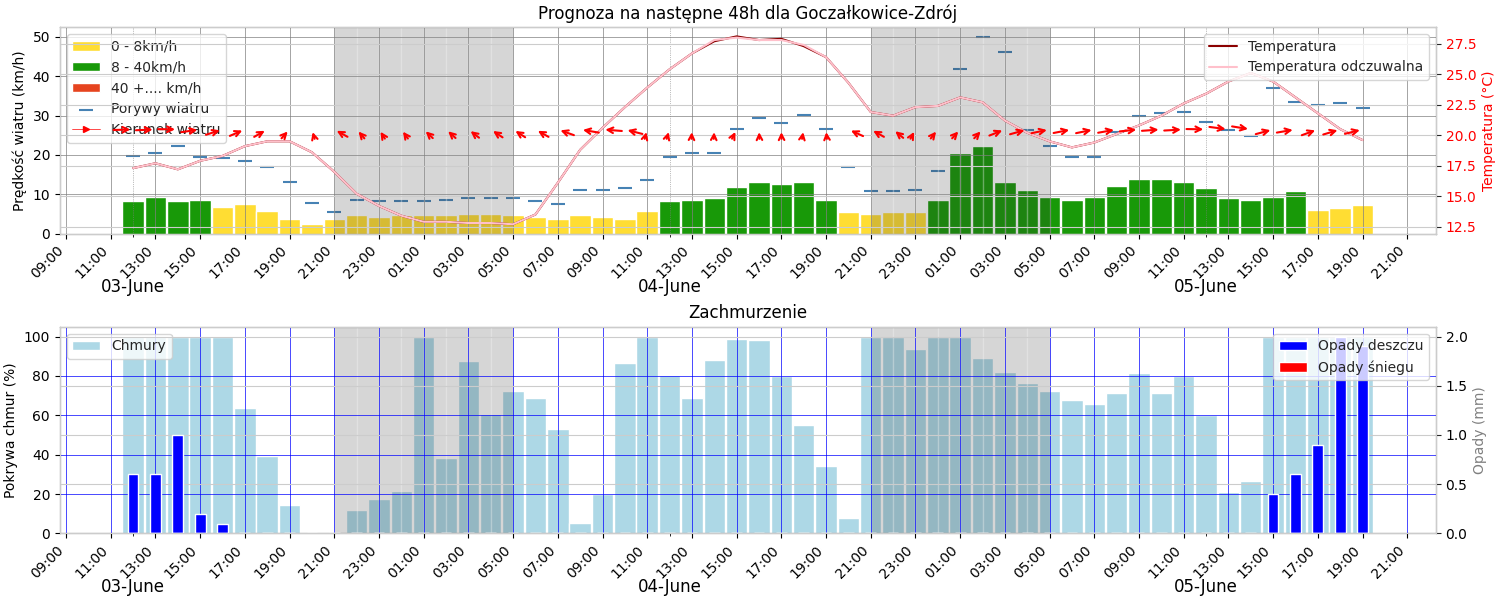 Prognoza na następne 48h dla Goczałkowice-Zdrój
Prędkość wiatru (km/h)
50
40
30
20
10
0
0 - 8km/h
8 - 40km/h
40 +.... km/h
Porywy wiatru
Kierunek wiatru
Temperatura
Temperatura odczuwalna
27.5
25.0
22.5
20.0
17.5
15.0
12.5
Temperatura (°C)
09:00 11:00 13:00 15:00 17:00 19:00 21:00 23:00 01:00 03:00 05:00 07:00 09:00 11:00 13:00 15:00 17:00 19:00 21:00 23:00 01:00 03:00 05:00 07:00 09:00 11:00 13:00 15:00 17:00 19:00 21:00
03-June 04-June 05-June
Zachmurzenie
Pokrywa chmur (%)
100
80
60
40
20
0
Chmury
Opady deszczu
Opady śniegu
2.0
1.5
1.0
0.5
0.0
Opady (mm)
09:00 11:00 13:00 15:00 17:00 19:00 21:00 23:00 01:00 03:00 05:00 07:00 09:00 11:00 13:00 15:00 17:00 19:00 21:00 23:00 01:00 03:00 05:00 07:00 09:00 11:00 13:00 15:00 17:00 19:00 21:00
03-June 04-June 05-June